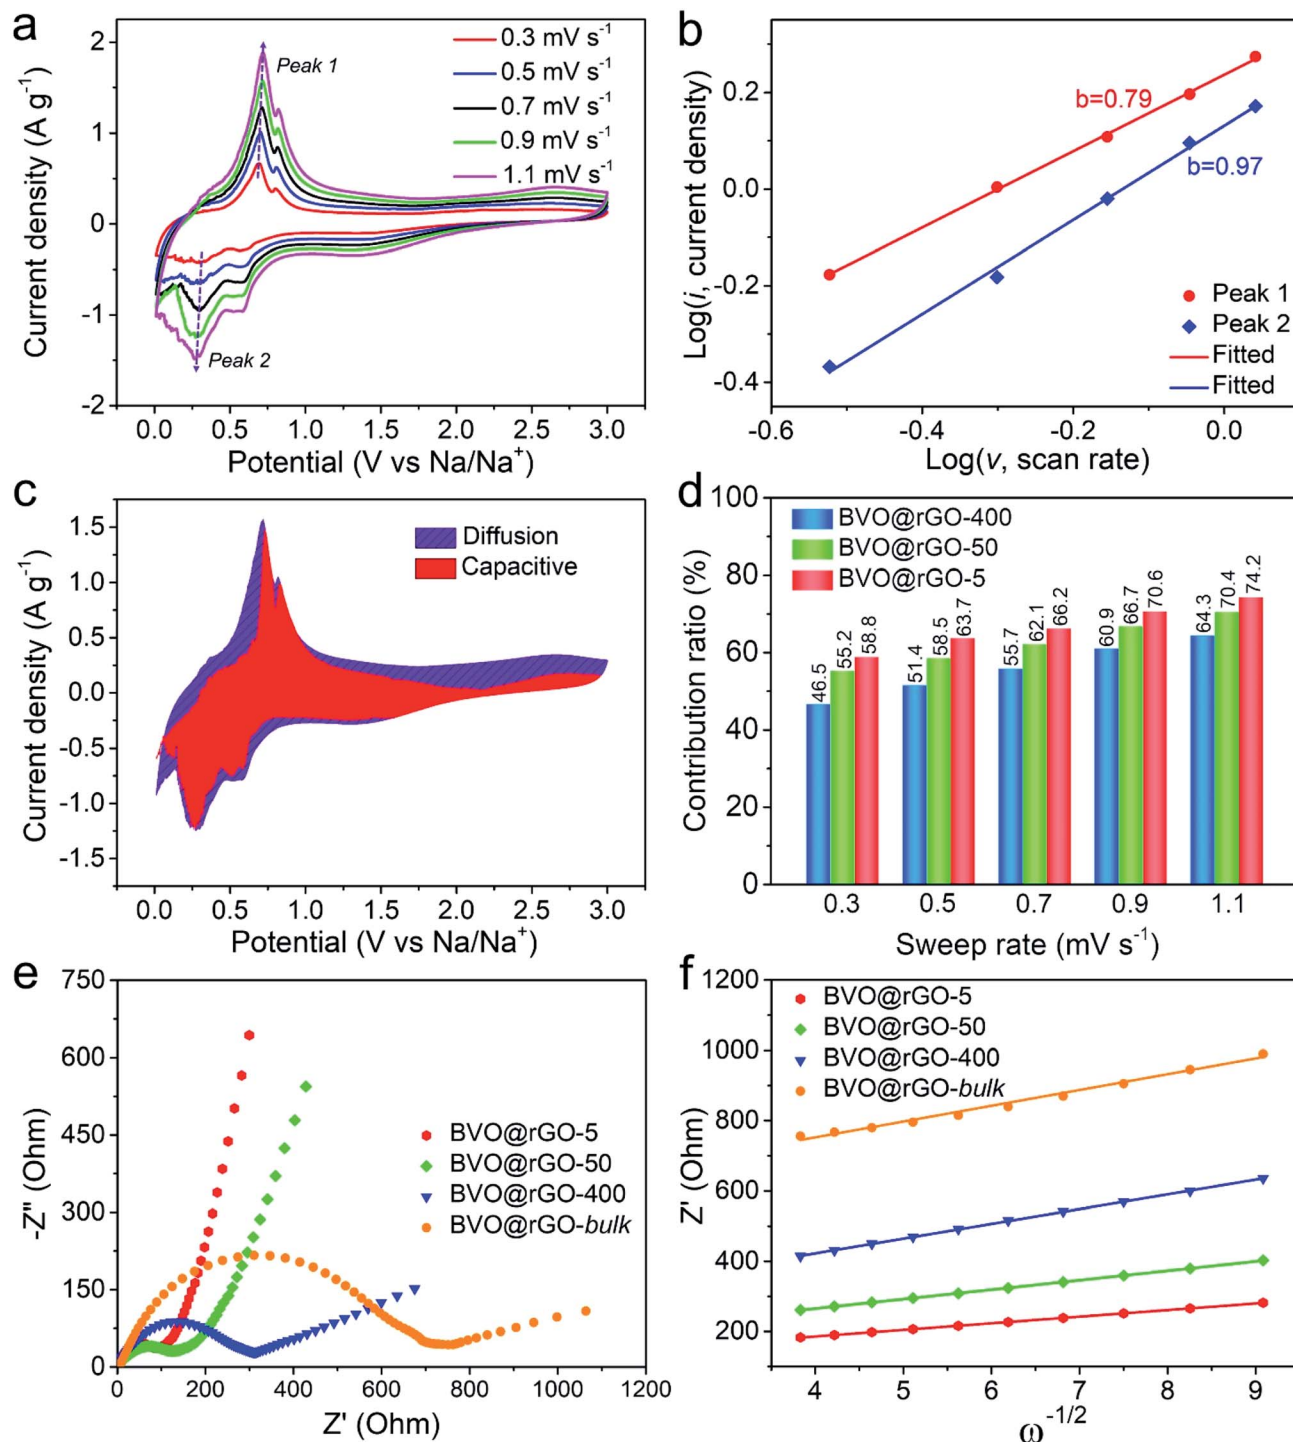 a
2
1
0
-1
-2
Current density (A g⁻¹)
Peak 1
0.3 mV s⁻¹
0.5 mV s⁻¹
0.7 mV s⁻¹
0.9 mV s⁻¹
1.1 mV s⁻¹
Peak 2
0.0 0.5 1.0 1.5 2.0 2.5 3.0
Potential (V vs Na/Na⁺)
b
0.2
0.0
-0.2
-0.4
Log(i, current density)
b=0.79
b=0.97
Peak 1
Peak 2
Fitted
Fitted
-0.6 -0.4 -0.2 0.0
Log(v, scan rate)
c
1.5
1.0
0.5
0.0
-0.5
-1.0
-1.5
Current density (A g⁻¹)
Diffusion
Capacitive
0.0 0.5 1.0 1.5 2.0 2.5 3.0
Potential (V vs Na/Na⁺)
d
100
80
60
40
20
0
Contribution ratio (%)
BVO@rGO-400
BVO@rGO-50
BVO@rGO-5
46.5 55.2 58.8
51.4 58.5 63.7
55.7 62.1 66.2
60.9 66.7 70.6
64.3 70.4 74.2
0.3 0.5 0.7 0.9 1.1
Sweep rate (mV s⁻¹)
e
750
600
450
300
150
0
-Z" (Ohm)
BVO@rGO-5
BVO@rGO-50
BVO@rGO-400
BVO@rGO-bulk
0 200 400 600 800 1000 1200
Z' (Ohm)
f
1200
1000
800
600
400
200
Z' (Ohm)
BVO@rGO-5
BVO@rGO-50
BVO@rGO-400
BVO@rGO-bulk
4 5 6 7 8 9
ω⁻¹/²